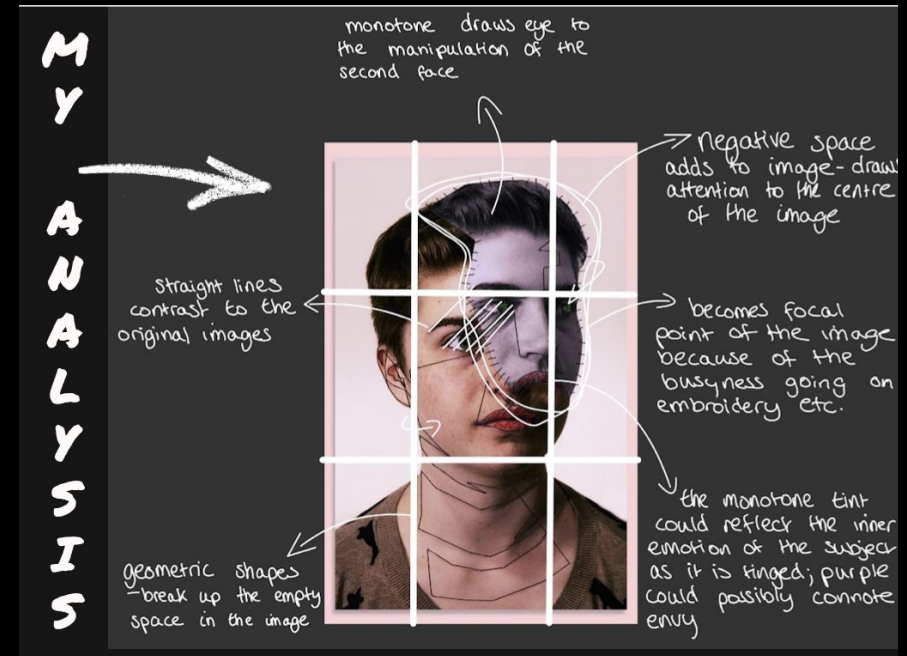 MY ANALYSIS
monotone draws eye to
the manipulation of the
second face
negative space
adds to image - draws
attention to the centre
of the image
straight lines
contrast to the
original images
becomes focal
point of the image
because of the
busyness going on
embroidery etc.
the monotone tint
could reflect the inner
emotion of the subject
as it is tinged; purple
could possibly connote
envy
geometric shapes
- break up the empty
space in the image